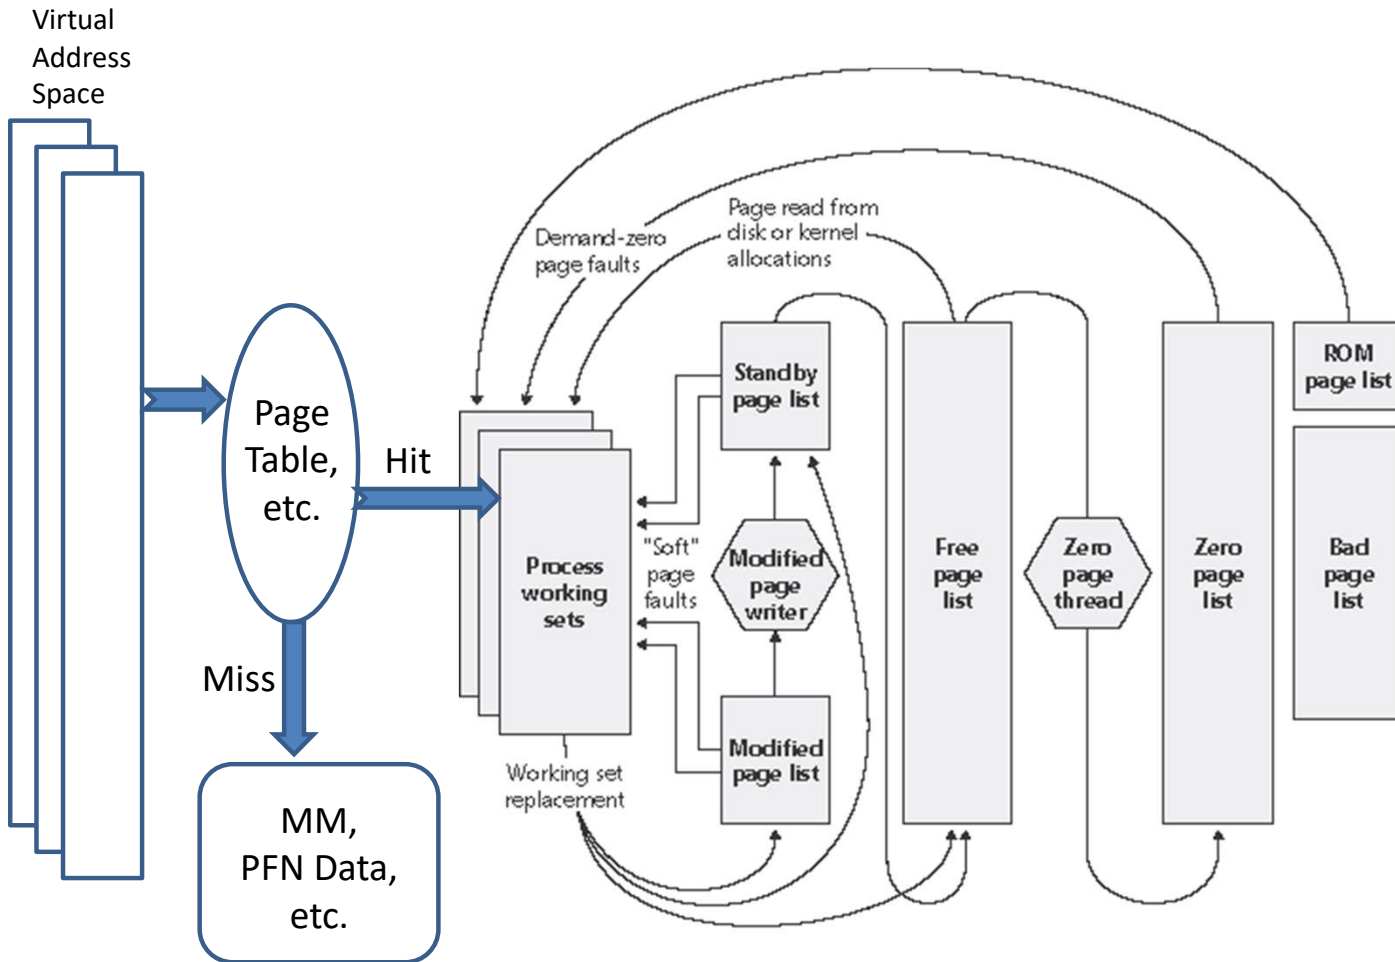 Virtual
Address
Space
Page
Table,
etc.
Hit
Miss
MM,
PFN Data,
etc.
Demand-zero
page faults
Page read from
disk or kernel
allocations
Standby
page list
"Soft"
page
faults
Process
working
sets
Modified
page
writer
Modified
page list
Working set
replacement
Free
page
list
Zero
page
thread
Zero
page
list
ROM
page list
Bad
page
list